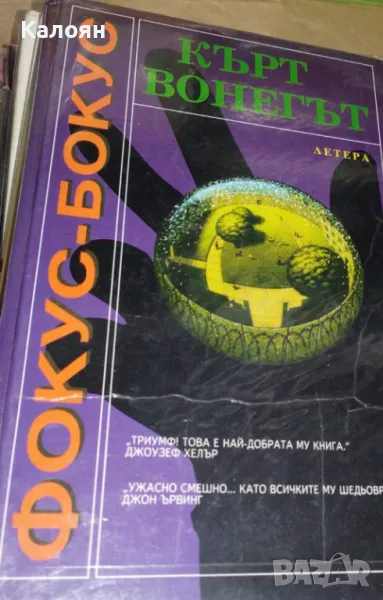 Калоян
КЪРТ
ВОНЕГЪТ
ЛЕТЕРА
ФОКУС-БОКУС
„ТРИУМФ! ТОВА Е НАЙ-ДОБРАТА МУ КНИГА.“
ДЖОУЗЕФ ХЕЛЪР
„УЖАСНО СМЕШНО... КАТО ВСИЧКИТЕ МУ ШЕДЬОВР
ДЖОН ЪРВИНГ
BAZAR